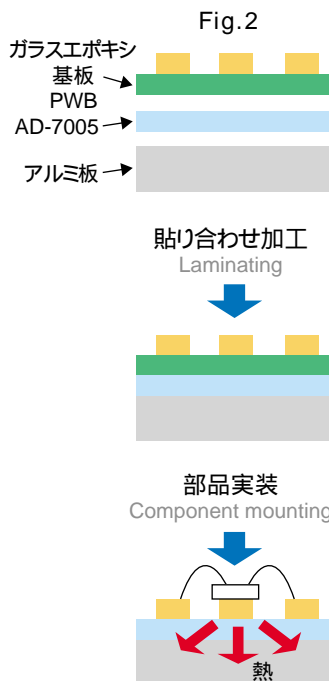 Fig.2
ガラスエポキシ
基板
PWB
AD-7005
アルミ板
貼り合わせ加工
Laminating
部品実装
Component mounting
熱